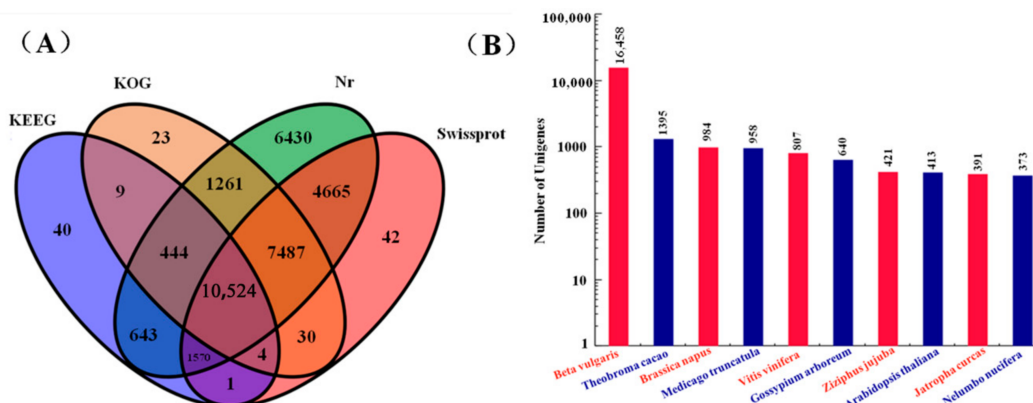 (A)
KEEG
KOG
Nr
Swissprot
23
6430
9
1261
4665
40
444
7487
42
10,524
643
1570
4
30
1
(B)
Number of Unigenes
100,000
10,000
1000
100
10
1
16,458
1395
984
958
807
640
421
413
391
373
Beta vulgaris
Theobroma cacao
Brassica napus
Medicago truncatula
Vitis vinifera
Gossypium arboreum
Ziziphus jujuba
Arabidopsis thaliana
Jatropha curcas
Nelumbo nucifera